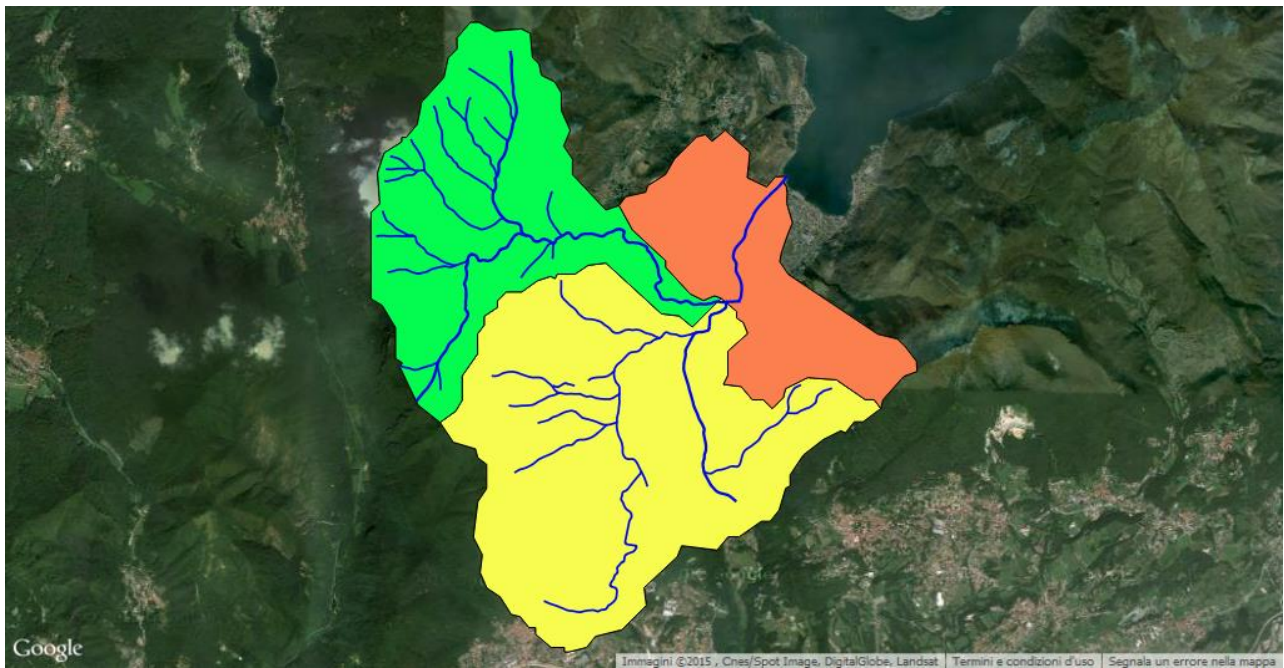 Google
Immagini ©2015 , Cnes/Spot Image, DigitalGlobe, Landsat
Termini e condizioni d'uso
Segnala un errore nella mappa